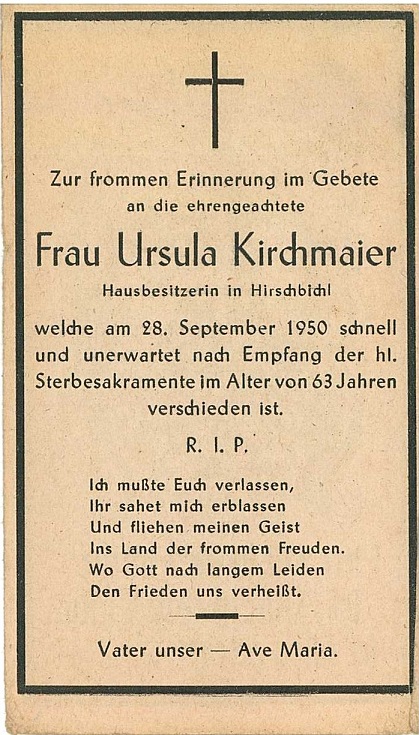 Zur frommen Erinnerung im Gebete
an die ehrengeachtete
Frau Ursula Kirchmaier
Hausbesitzerin in Hirschbichl
welche am 28. September 1950 schnell
und unerwartet nach Empfang der hl.
Sterbesakramente im Alter von 63 Jahren
verschieden ist.
R. I. P.
Ich mußte Euch verlassen,
Ihr sahet mich erblassen
Und fliehen meinen Geist
Ins Land der frommen Freuden.
Wo Gott nach langem Leiden
Den Frieden uns verheißt.
Vater unser — Ave Maria.